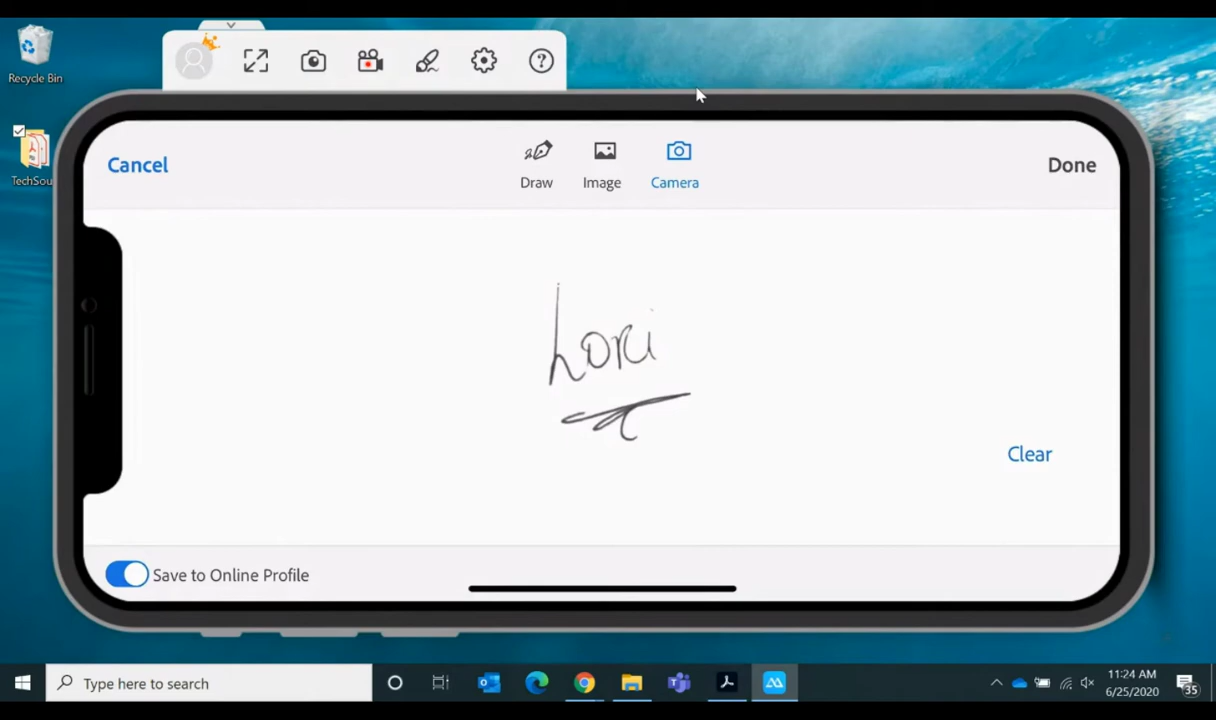 Recycle Bin
TechSou
Cancel
Draw
Image
Camera
Done
Lori
Clear
Save to Online Profile
Type here to search
11:24 AM
6/25/2020
35